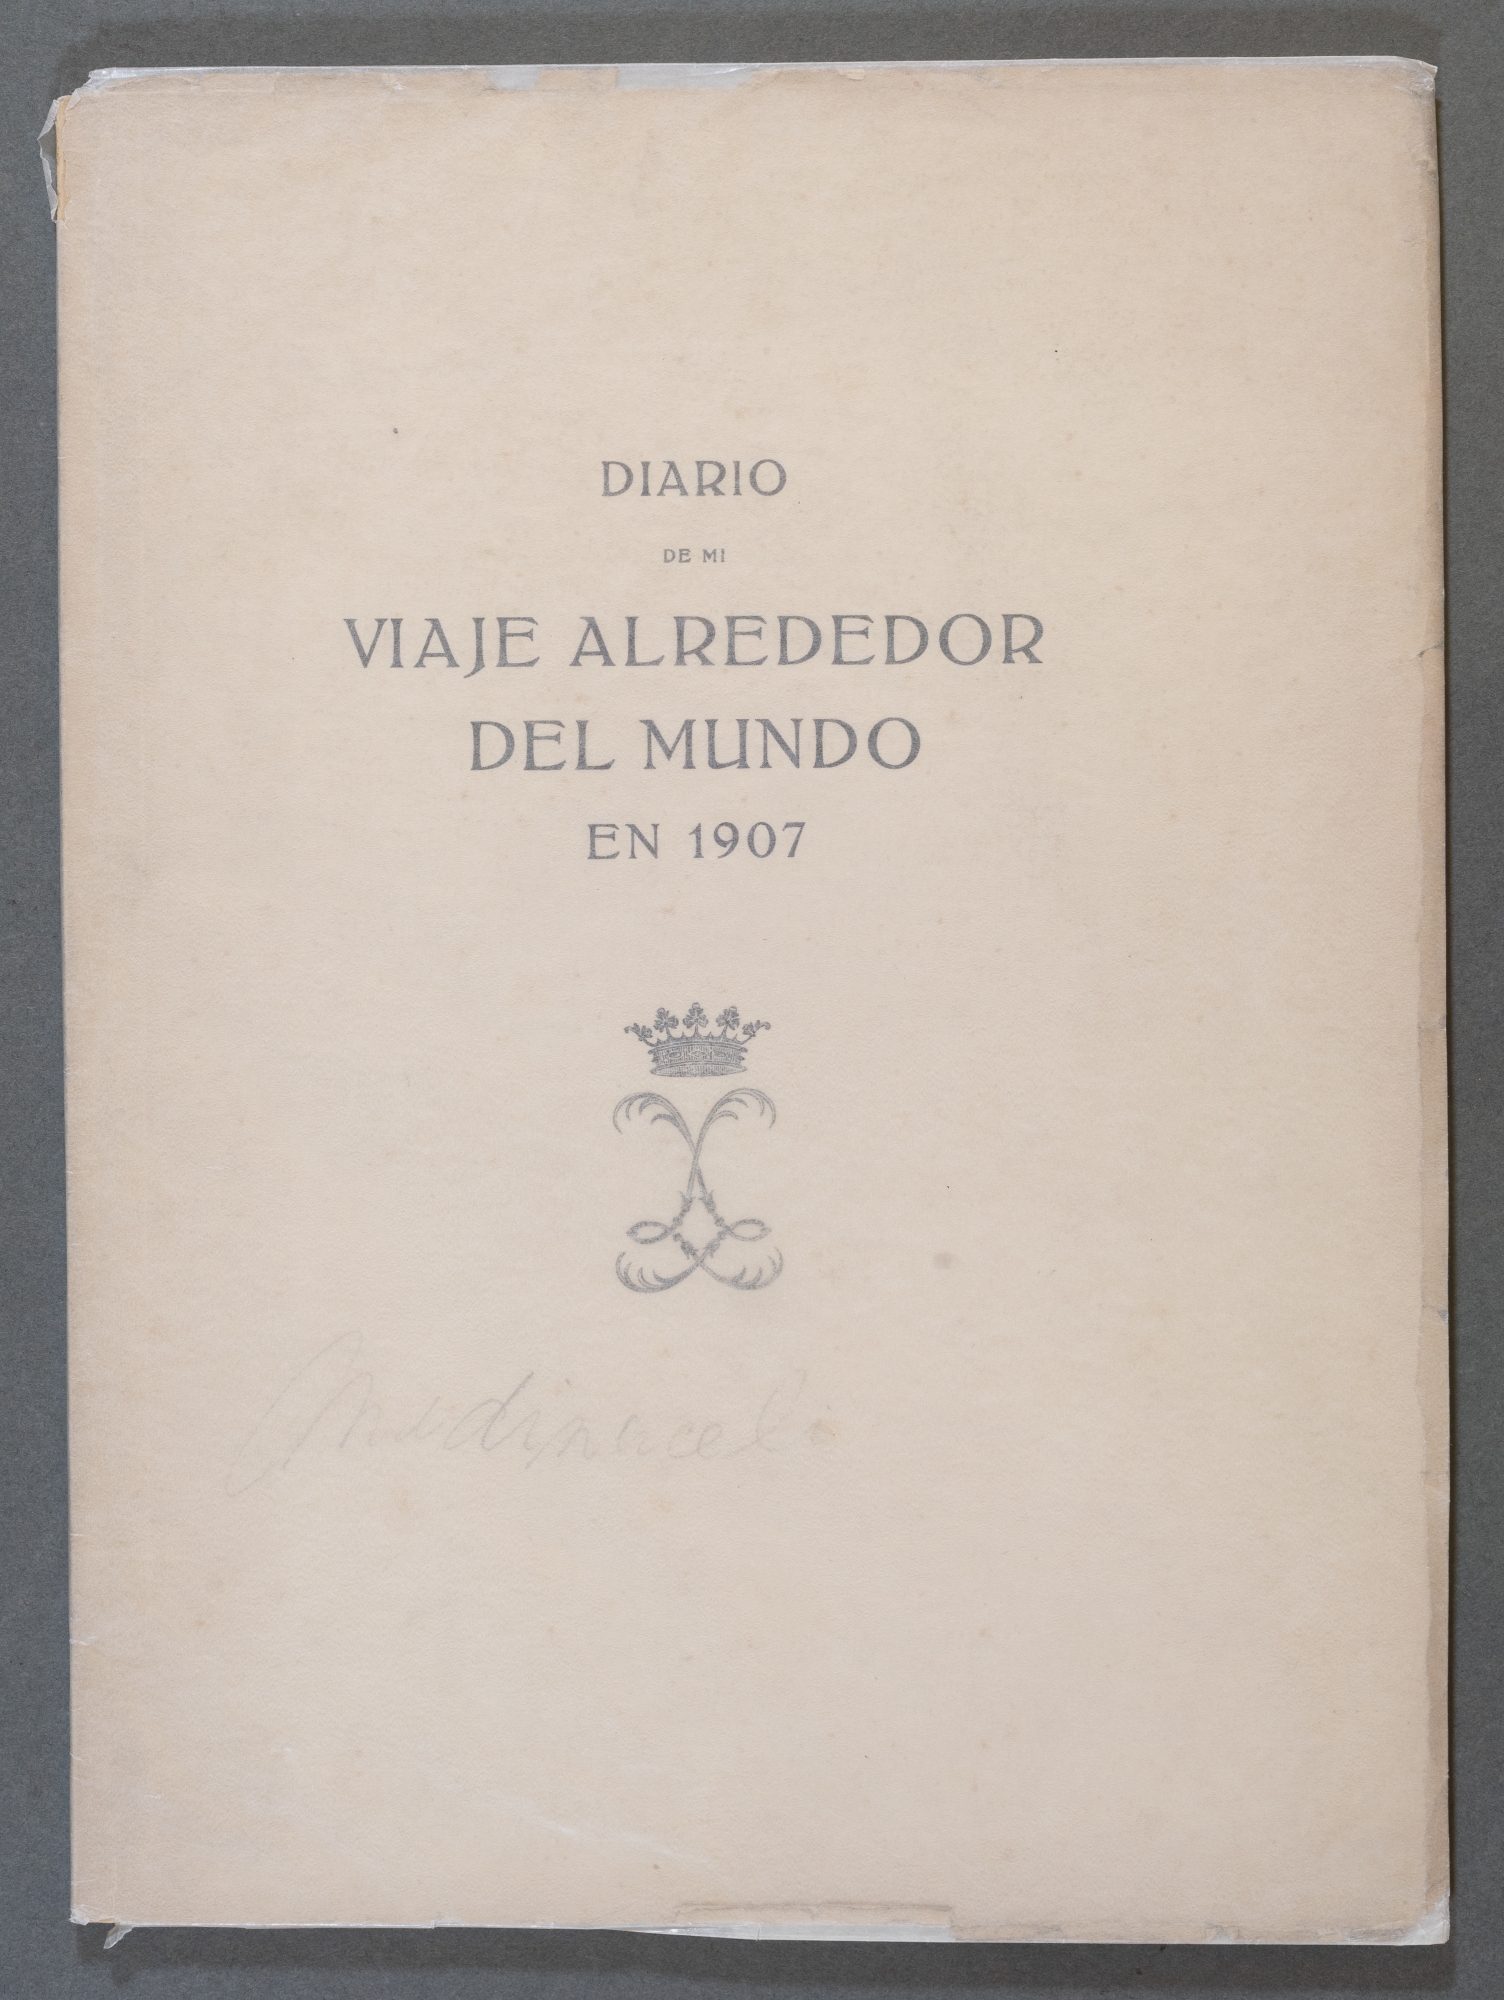 DIARIO
DE MI
VIAJE ALREDEDOR
DEL MUNDO
EN 1907
Medinaceli